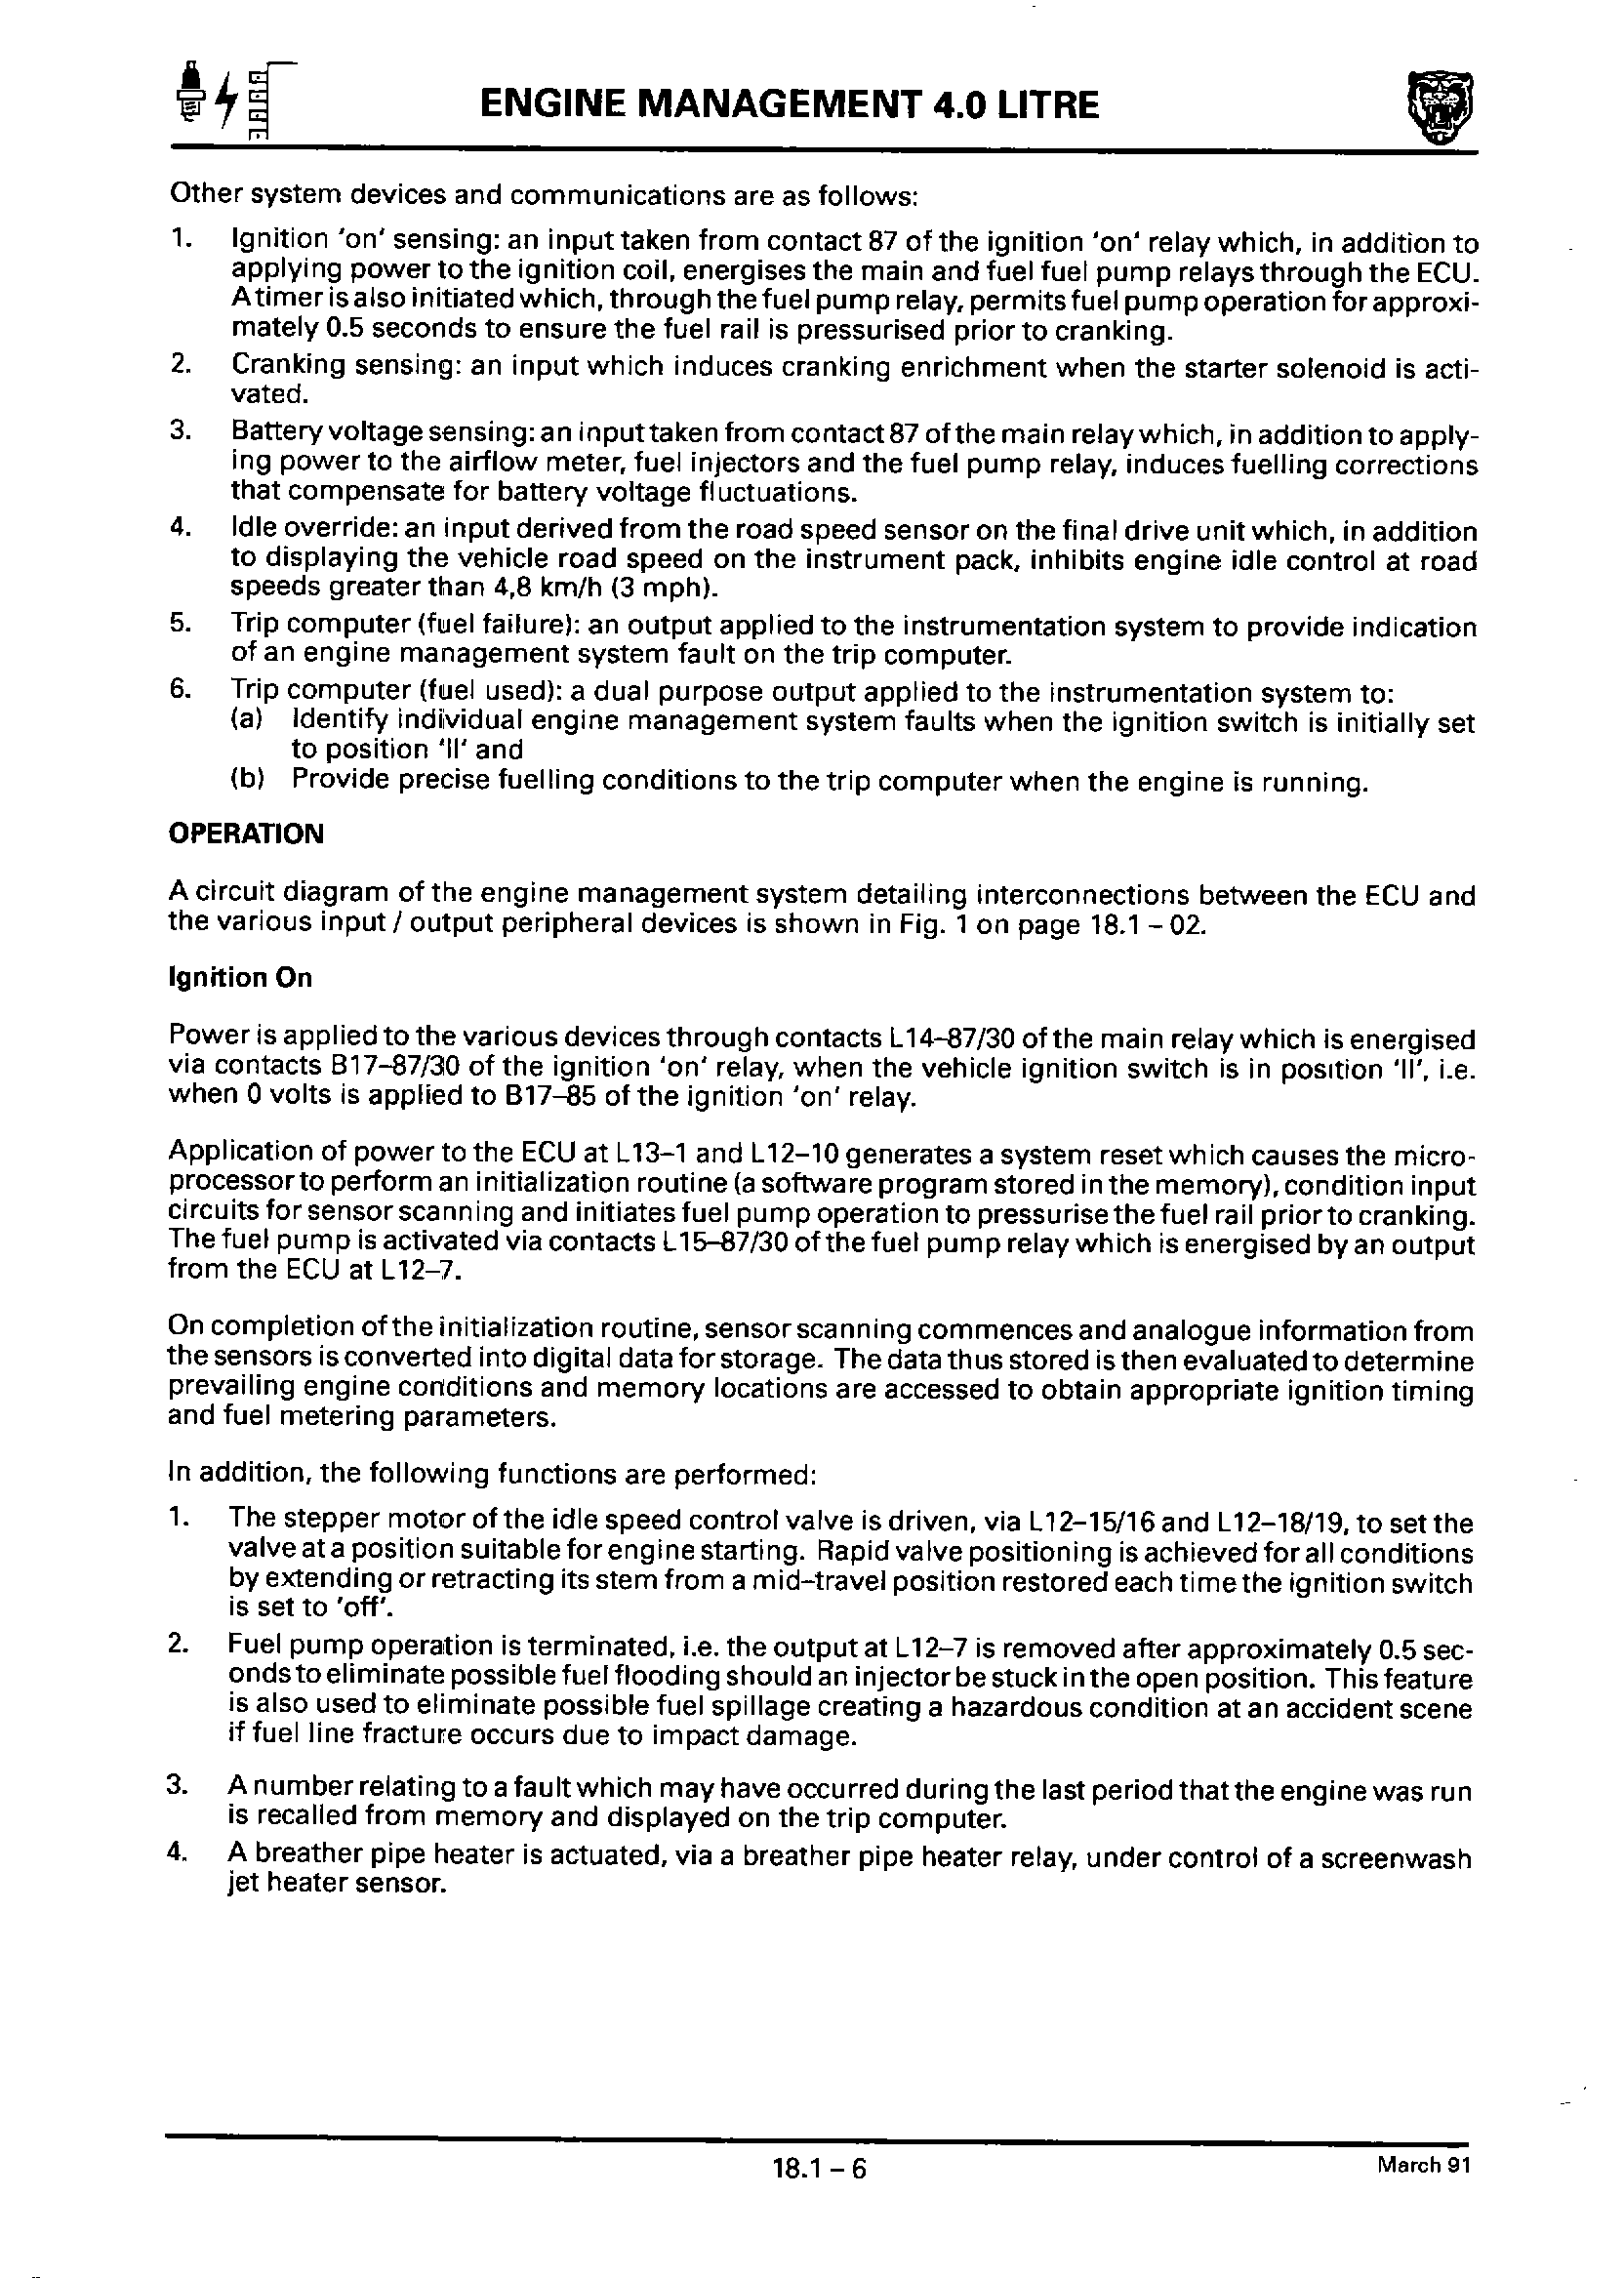 ENGINE MANAGEMENT 4.0 LITRE
Other system devices and communications are as follows:
1. Ignition 'on' sensing: an input taken from contact 87 of the ignition 'on' relay which, in addition to
applying power to the ignition coil, energises the main and fuel fuel pump relays through the ECU.
A timer is also initiated which, through the fuel pump relay, permits fuel pump operation for approxi-
mately 0.5 seconds to ensure the fuel rail is pressurised prior to cranking.
2. Cranking sensing: an input which induces cranking enrichment when the starter solenoid is acti-
vated.
3. Battery voltage sensing: an input taken from contact 87 of the main relay which, in addition to apply-
ing power to the airflow meter, fuel injectors and the fuel pump relay, induces fuelling corrections
that compensate for battery voltage fluctuations.
4. Idle override: an input derived from the road speed sensor on the final drive unit which, in addition
to displaying the vehicle road speed on the instrument pack, inhibits engine idle control at road
speeds greater than 4,8 km/h (3 mph).
5. Trip computer (fuel failure): an output applied to the instrumentation system to provide indication
of an engine management system fault on the trip computer.
6. Trip computer (fuel used): a dual purpose output applied to the instrumentation system to:
(a) Identify individual engine management system faults when the ignition switch is initially set
to position 'II' and
(b) Provide precise fuelling conditions to the trip computer when the engine is running.
OPERATION
A circuit diagram of the engine management system detailing interconnections between the ECU and
the various input / output peripheral devices is shown in Fig. 1 on page 18.1 – 02.
Ignition On
Power is applied to the various devices through contacts L14–87/30 of the main relay which is energised
via contacts B17–87/30 of the ignition 'on' relay, when the vehicle ignition switch is in position 'II', i.e.
when 0 volts is applied to B17–85 of the ignition 'on' relay.
Application of power to the ECU at L13–1 and L12–10 generates a system reset which causes the micro-
processor to perform an initialization routine (a software program stored in the memory), condition input
circuits for sensor scanning and initiates fuel pump operation to pressurise the fuel rail prior to cranking.
The fuel pump is activated via contacts L15–87/30 of the fuel pump relay which is energised by an output
from the ECU at L12–7.
On completion of the initialization routine, sensor scanning commences and analogue information from
the sensors is converted into digital data for storage. The data thus stored is then evaluated to determine
prevailing engine conditions and memory locations are accessed to obtain appropriate ignition timing
and fuel metering parameters.
In addition, the following functions are performed:
1. The stepper motor of the idle speed control valve is driven, via L12–15/16 and L12–18/19, to set the
valve at a position suitable for engine starting. Rapid valve positioning is achieved for all conditions
by extending or retracting its stem from a mid–travel position restored each time the ignition switch
is set to 'off'.
2. Fuel pump operation is terminated, i.e. the output at L12–7 is removed after approximately 0.5 sec-
onds to eliminate possible fuel flooding should an injector be stuck in the open position. This feature
is also used to eliminate possible fuel spillage creating a hazardous condition at an accident scene
if fuel line fracture occurs due to impact damage.
3. A number relating to a fault which may have occurred during the last period that the engine was run
is recalled from memory and displayed on the trip computer.
4. A breather pipe heater is actuated, via a breather pipe heater relay, under control of a screenwash
jet heater sensor.
18.1 – 6
March 91